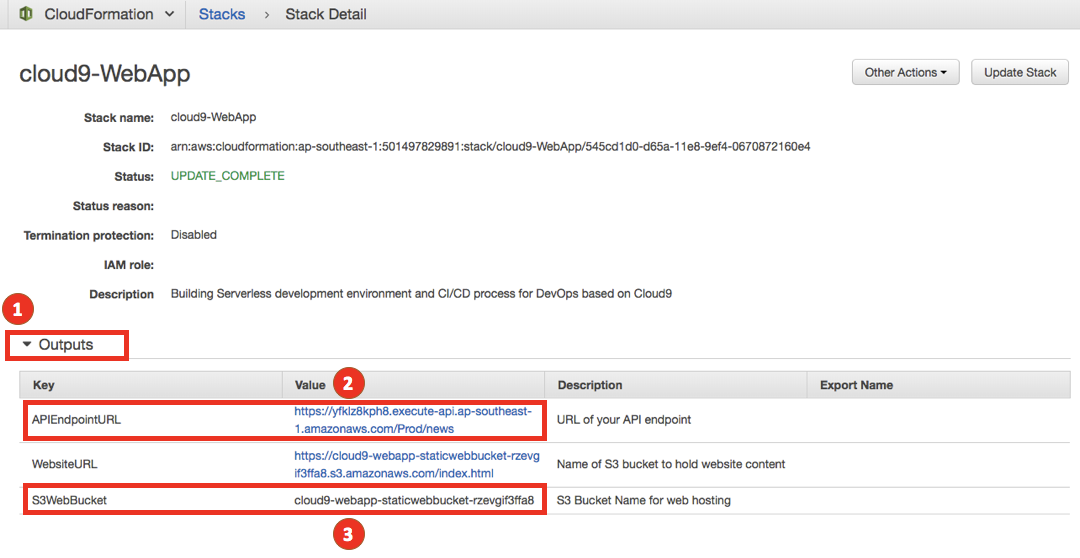 CloudFormation Stacks › Stack Detail
cloud9-WebApp
Other Actions Update Stack
Stack name: cloud9-WebApp
Stack ID: arn:aws:cloudformation:ap-southeast-1:501497829891:stack/cloud9-WebApp/545cd1d0-d65a-11e8-9ef4-0670872160e4
Status: UPDATE_COMPLETE
Status reason:
Termination protection: Disabled
IAM role:
Description Building Serverless development environment and CI/CD process for DevOps based on Cloud9
1
Outputs
Key Value 2 Description Export Name
APIEndpointURL https://yfklz8kph8.execute-api.ap-southeast-
1.amazonaws.com/Prod/news URL of your API endpoint
WebsiteURL https://cloud9-webapp-staticwebbucket-rzevg
if3ffa8.s3.amazonaws.com/index.html Name of S3 bucket to hold website content
S3WebBucket cloud9-webapp-staticwebbucket-rzevgif3ffa8 S3 Bucket Name for web hosting
3